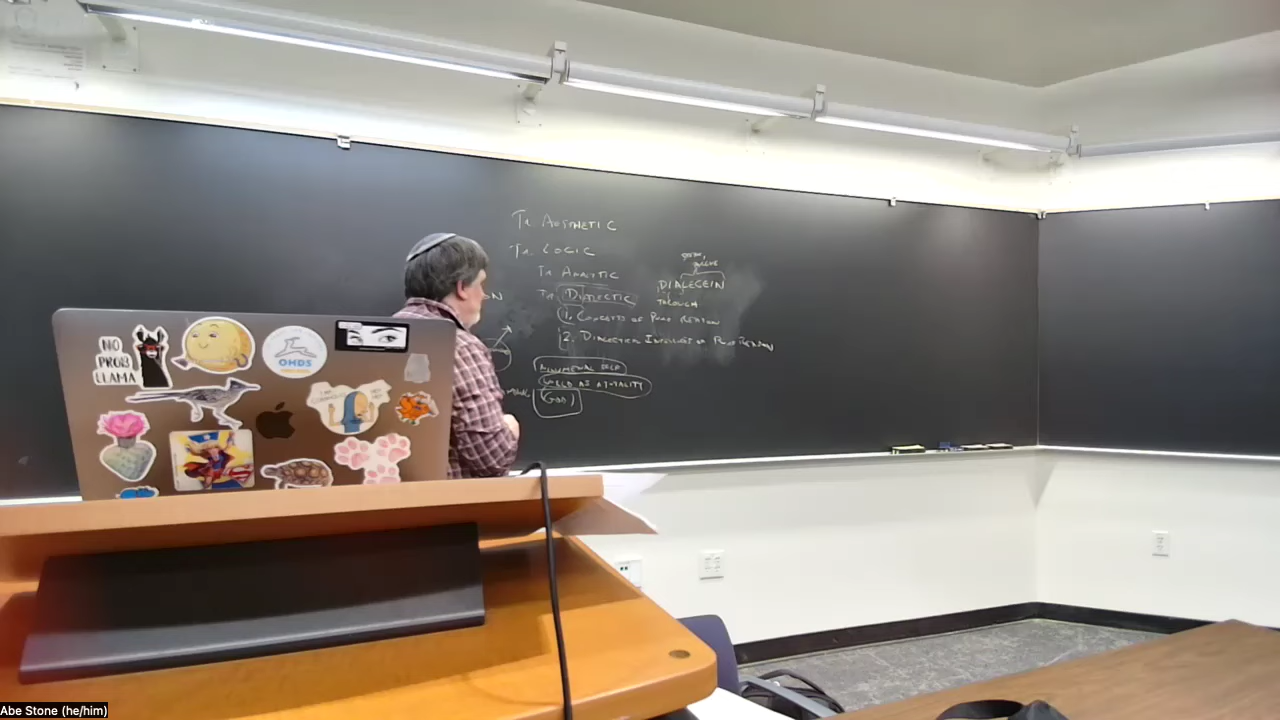 Tr. AESTHETIC
Tr. LOGIC
Tr. ANALYTIC
Tr. DIALECTIC
DIALEGEIN
THROUGH
1. CONCEPTS OF PURE REASON
2. DIALECTICAL INFERENCES OF PURE REASON
NOUMENAL SELF
WORLD AS A TOTALITY
GOD
NO
PROB
LLAMA
OHDS
Abe Stone (he/him)